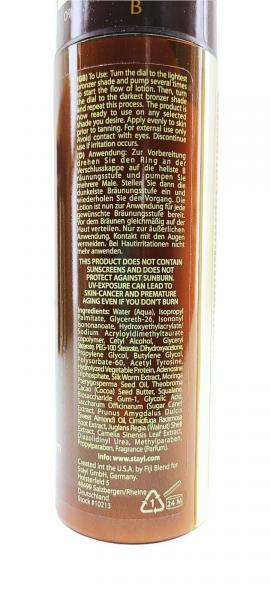 B
(GB) To Use: Turn the dial to the lightest
bronzer shade and pump several times
to start the flow of lotion. Then, turn
the dial to the darkest bronzer shade
and repeat this process. The product is
now ready to use on any selected
shade you desire. Apply evenly to skin
prior to tanning. For external use only
Avoid contact with eyes. Discontinue
use if irritation occurs.
(D) Anwendung: Zur Vorbereitung
drehen Sie den Ring an der
Verschlusskappe auf die hellste B
räunungsstufe und pumpen Sie
mehrere Male. Stellen Sie dann die
dunkelste Bräunungsstufe ein und
wiederholen Sie den Vorgang. Die
Lotion ist nun zur Anwendung für jede
gewünschte Bräunungsstufe bereit.
Vor dem Bräunen gleichmäßig auf der
Haut verteilen. Nur zur äußerlichen
Anwendung. Kontakt mit den Augen
vermeiden. Bei Hautirritationen nicht
mehr anwenden.
THIS PRODUCT DOES NOT CONTAIN
SUNSCREENS AND DOES NOT
PROTECT AGAINST SUNBURN.
UV-EXPOSURE CAN LEAD TO
SKIN-CANCER AND PREMATURE
AGING EVEN IF YOU DON'T BURN
Ingredients: Water (Aqua), Isopropyl
Palmitate, Glycereth-26, Isononyl
Isononanoate, Hydroxyethylacrylate/
Sodium Acryloyldimethyltaurate
copolymer, Cetyl Alcohol, Glyceryl
Stearate, PEG-100 Stearate, Dihydroxyacetone,
Propylene Glycol, Butylene Glycol,
Polysorbate-60, Acetyl Tyrosine,
Hydrolyzed Vegetable Protein, Adenosine
Triphosphate, Silk Worm Extract, Moringa
Pterygosperma Seed Oil, Theobroma
Cacao (Cocoa) Seed Butter, Squalane,
Biosaccharide Gum-1, Glycolic Acid,
Saccharum Officinarum (Sugar Cane)
Extract, Prunus Amygdalus Dulcis
(Sweet Almond) Oil, Cimicifuga Racemosa
Root Extract, Juglans Regia (Walnut) Shell
Extract, Camelia Sinensis Leaf Extract,
Diazolidinyl Urea, Methylparaben,
Propylparaben, Fragrance (Parfum).
http://www.stayl.com
Created int the U.S.A. by Fiji Blend for
Stayl GmbH, Germany.
Holsterfeld 5
48499 Salzbergen/Rheine
Deutschland
Stock #10213
1
24 M